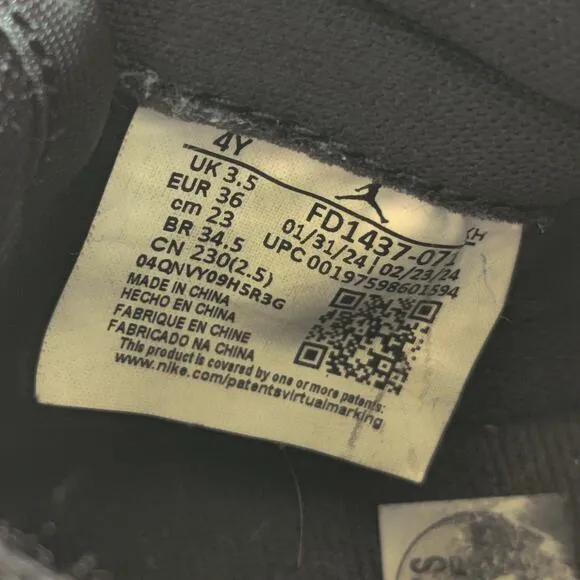 4Y
UK 3.5
EUR 36
cm 23
BR 34.5
CN 230(2.5)
04QNVY09H5R3G
MADE IN CHINA
HECHO EN CHINA
FABRIQUE EN CHINE
FABRICADO NA CHINA
This product is covered by one or more patents:
www.nike.com/patentsvirtualmarking
FD1437-071
KH
01/31/24 | 02/23/24
UPC 00197598601594